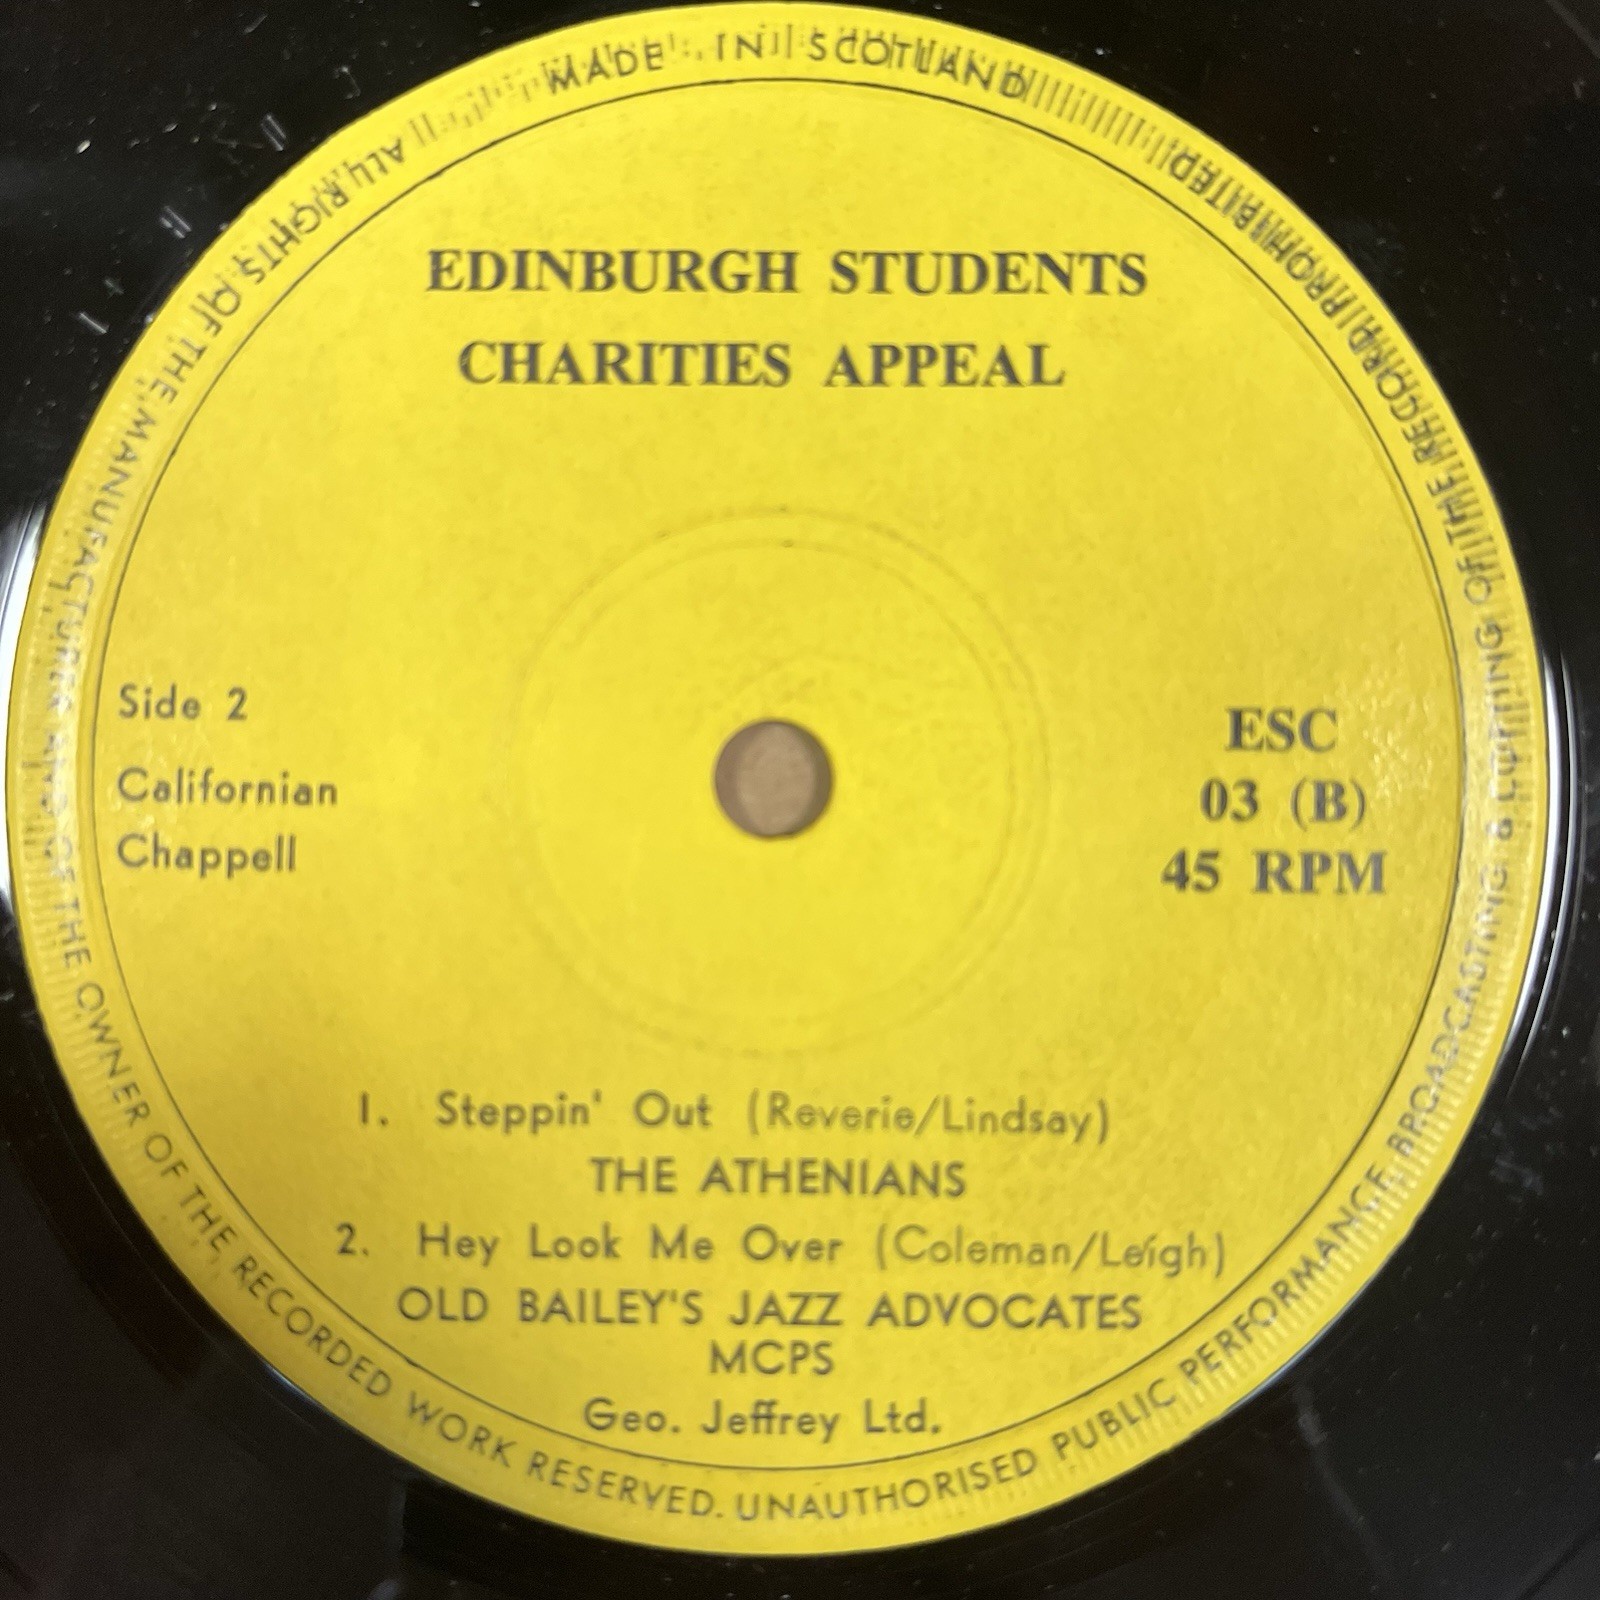 MADE IN SCOTLAND
EDINBURGH STUDENTS
CHARITIES APPEAL
Side 2
Californian
Chappell
ESC
03 (B)
45 RPM
1. Steppin' Out (Reverie/Lindsay)
THE ATHENIANS
2. Hey Look Me Over (Coleman/Leigh)
OLD BAILEY'S JAZZ ADVOCATES
MCPS
Geo. Jeffrey Ltd.
ALL RIGHTS OF THE MANUFACTURER AND OF THE OWNER OF THE RECORDED WORK RESERVED. UNAUTHORISED PUBLIC PERFORMANCE BROADCASTING & COPYING OF THE RECORD PROHIBITED